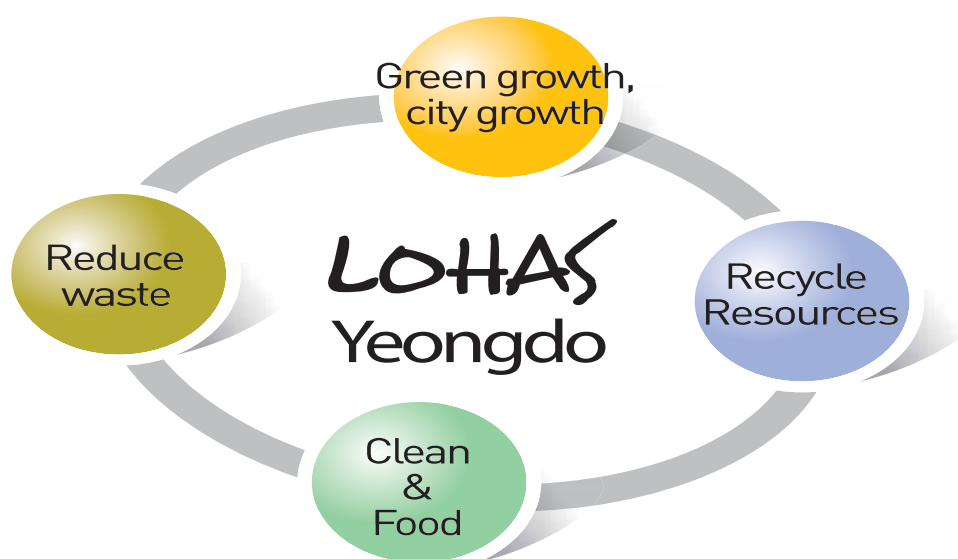 Green growth,
city growth
Reduce
waste
LOHAS
Yeongdo
Recycle
Resources
Clean
&
Food